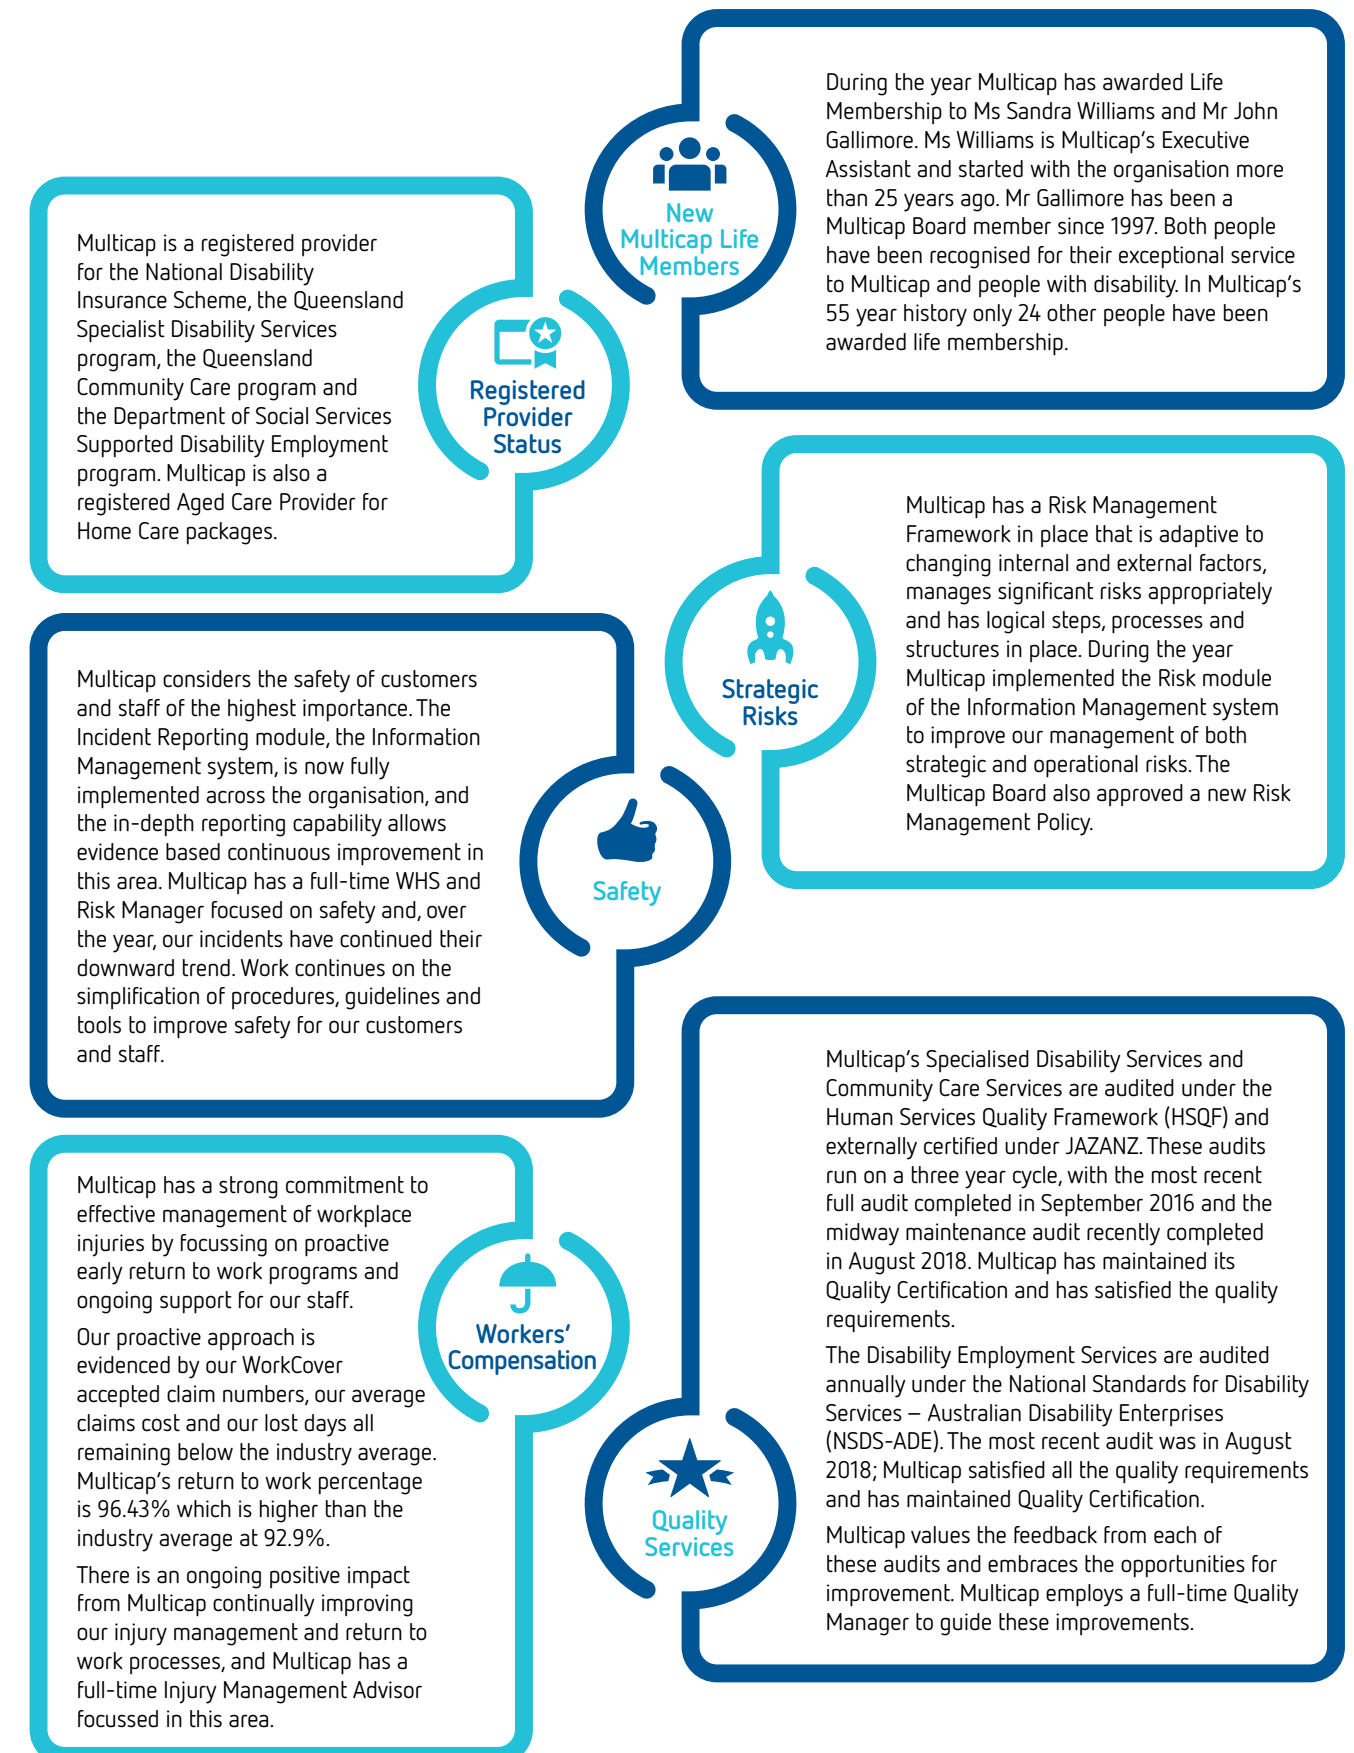 During the year Multicap has awarded Life
Membership to Ms Sandra Williams and Mr John
Gallimore. Ms Williams is Multicap's Executive
Assistant and started with the organisation more
than 25 years ago. Mr Gallimore has been a
Multicap Board member since 1997. Both people
have been recognised for their exceptional service
to Multicap and people with disability. In Multicap's
55 year history only 24 other people have been
awarded life membership.
New
Multicap Life
Members
Multicap is a registered provider
for the National Disability
Insurance Scheme, the Queensland
Specialist Disability Services
program, the Queensland
Community Care program and
the Department of Social Services
Supported Disability Employment
program. Multicap is also a
registered Aged Care Provider for
Home Care packages.
Registered
Provider
Status
Multicap has a Risk Management
Framework in place that is adaptive to
changing internal and external factors,
manages significant risks appropriately
and has logical steps, processes and
structures in place. During the year
Multicap implemented the Risk module
of the Information Management system
to improve our management of both
strategic and operational risks. The
Multicap Board also approved a new Risk
Management Policy.
Strategic
Risks
Multicap considers the safety of customers
and staff of the highest importance. The
Incident Reporting module, the Information
Management system, is now fully
implemented across the organisation, and
the in-depth reporting capability allows
evidence based continuous improvement in
this area. Multicap has a full-time WHS and
Risk Manager focused on safety and, over
the year, our incidents have continued their
downward trend. Work continues on the
simplification of procedures, guidelines and
tools to improve safety for our customers
and staff.
Safety
Multicap's Specialised Disability Services and
Community Care Services are audited under the
Human Services Quality Framework (HSQF) and
externally certified under JAZANZ. These audits
run on a three year cycle, with the most recent
full audit completed in September 2016 and the
midway maintenance audit recently completed
in August 2018. Multicap has maintained its
Quality Certification and has satisfied the quality
requirements.
The Disability Employment Services are audited
annually under the National Standards for Disability
Services – Australian Disability Enterprises
(NSDS-ADE). The most recent audit was in August
2018; Multicap satisfied all the quality requirements
and has maintained Quality Certification.
Multicap values the feedback from each of
these audits and embraces the opportunities for
improvement. Multicap employs a full-time Quality
Manager to guide these improvements.
Quality
Services
Multicap has a strong commitment to
effective management of workplace
injuries by focussing on proactive
early return to work programs and
ongoing support for our staff.
Our proactive approach is
evidenced by our WorkCover
accepted claim numbers, our average
claims cost and our lost days all
remaining below the industry average.
Multicap's return to work percentage
is 96.43% which is higher than the
industry average at 92.9%.
There is an ongoing positive impact
from Multicap continually improving
our injury management and return to
work processes, and Multicap has a
full-time Injury Management Advisor
focussed in this area.
Workers'
Compensation